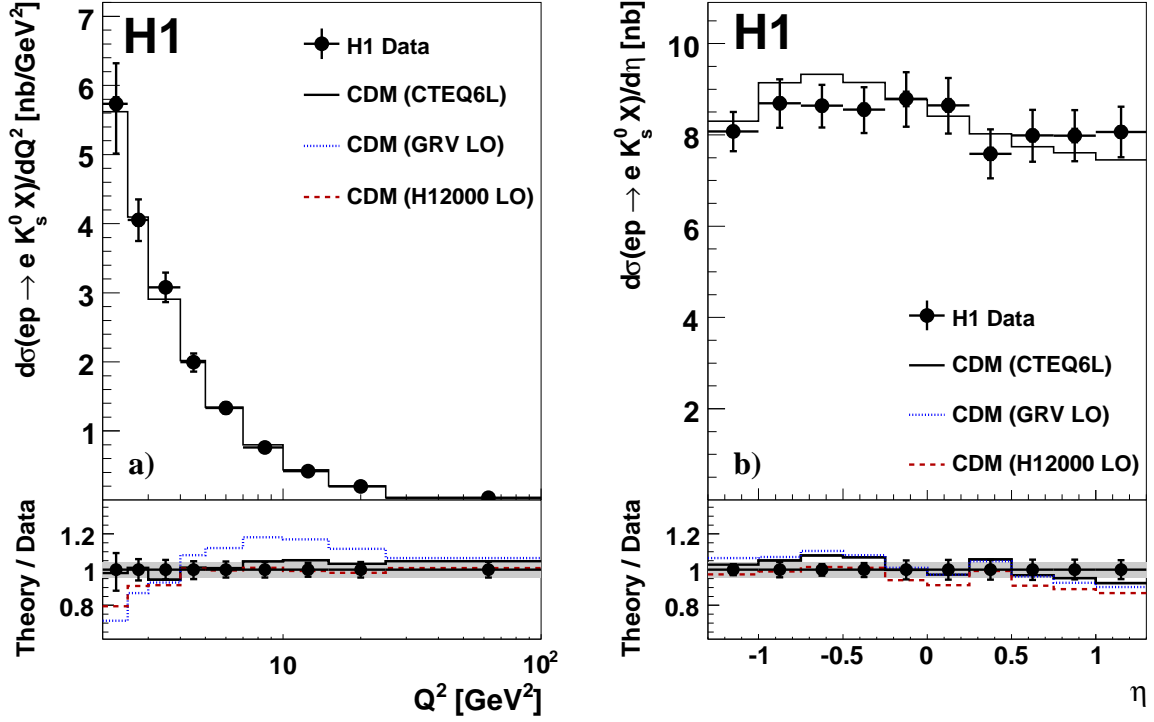 H1
dσ(ep → e K⁰ₛ X)/dQ² [nb/GeV²]
7
6
5
4
3
2
1
H1 Data
CDM (CTEQ6L)
CDM (GRV LO)
CDM (H12000 LO)
a)
Theory / Data
1.2
1
0.8
10
10²
Q² [GeV²]
H1
dσ(ep → e K⁰ₛ X)/dη [nb]
10
8
6
4
2
H1 Data
CDM (CTEQ6L)
CDM (GRV LO)
CDM (H12000 LO)
b)
Theory / Data
1.2
1
0.8
-1
-0.5
0
0.5
1
η